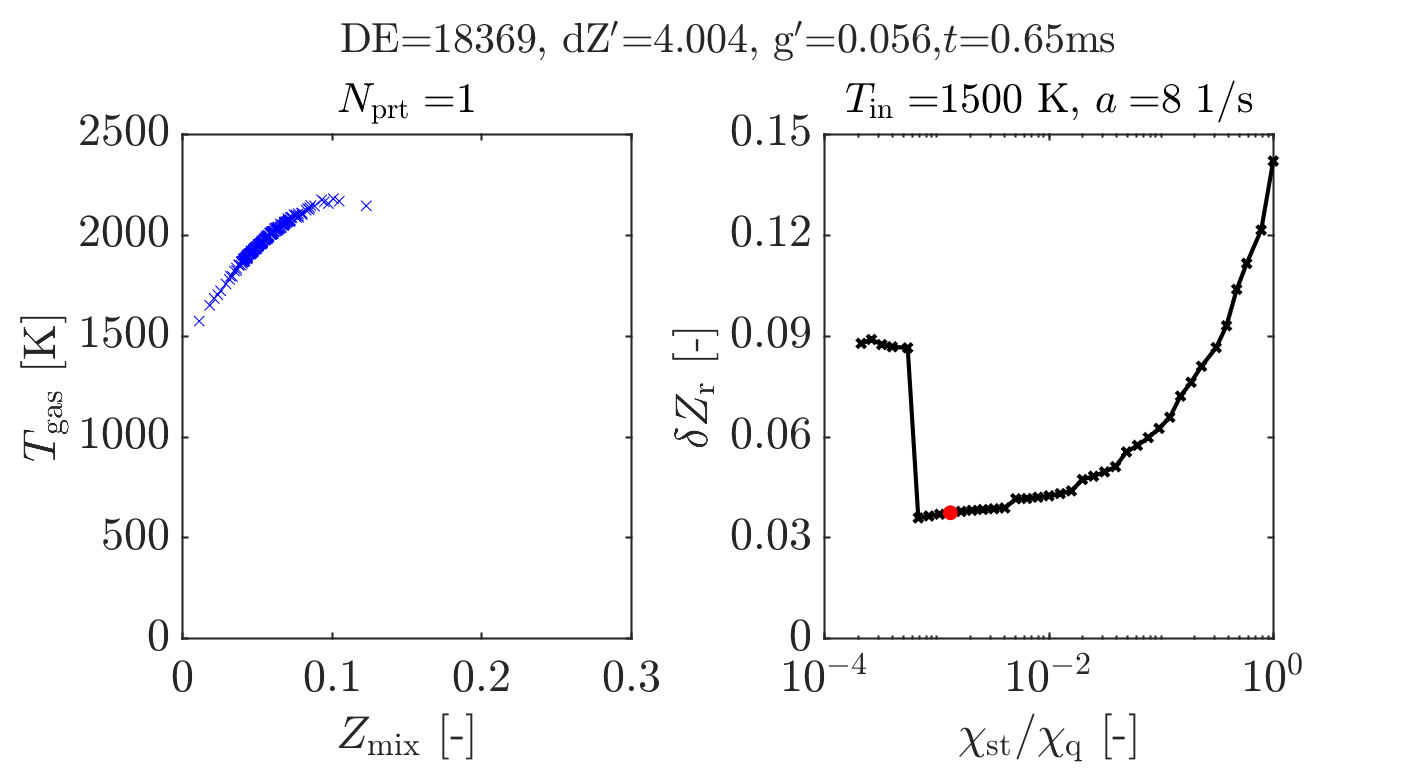 DE=18369, dZ′=4.004, g′=0.056,t=0.65ms
N_prt =1
T_gas [K]
2500
2000
1500
1000
500
0
0 0.1 0.2 0.3
Z_mix [-]
T_in =1500 K, a =8 1/s
δZ_r [-]
0.15
0.12
0.09
0.06
0.03
0
10^−4 10^−2 10^0
χ_st/χ_q [-]